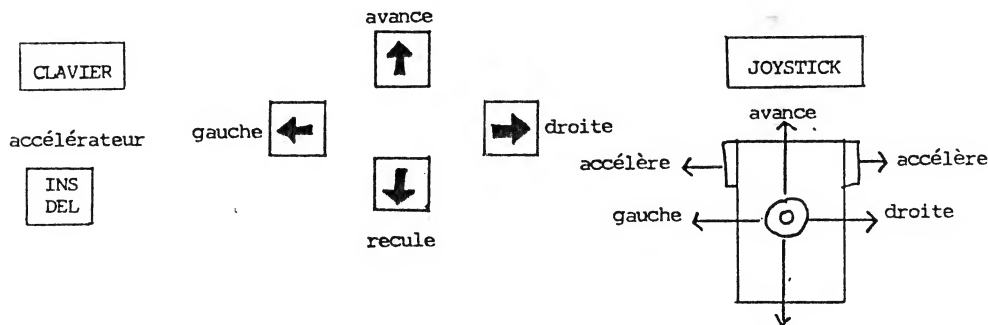 avance
CLAVIER
JOYSTICK
avance
accélérateur
gauche
droite
accélère
accélère
INS
DEL
gauche
droite
recule